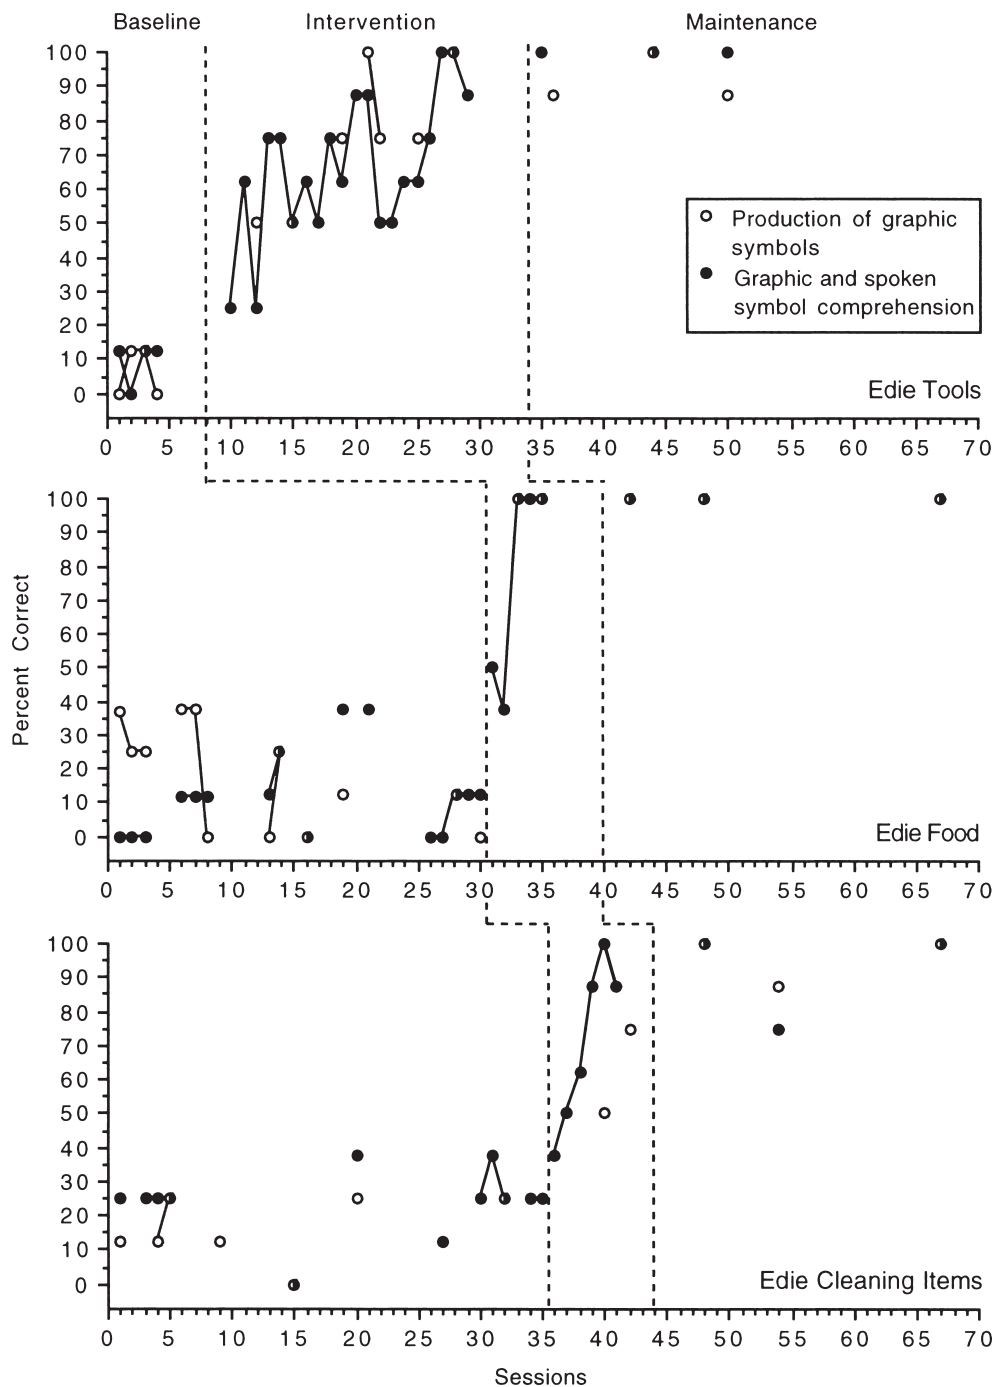 Baseline Intervention Maintenance
100
90
80
70
60
50
40
30
20
10
0
Production of graphic
symbols
Graphic and spoken
symbol comprehension
Edie Tools
0 5 10 15 20 25 30 35 40 45 50 55 60 65 70
Percent Correct
100
90
80
70
60
50
40
30
20
10
0
Edie Food
0 5 10 15 20 25 30 35 40 45 50 55 60 65 70
100
90
80
70
60
50
40
30
20
10
0
Edie Cleaning Items
0 5 10 15 20 25 30 35 40 45 50 55 60 65 70
Sessions